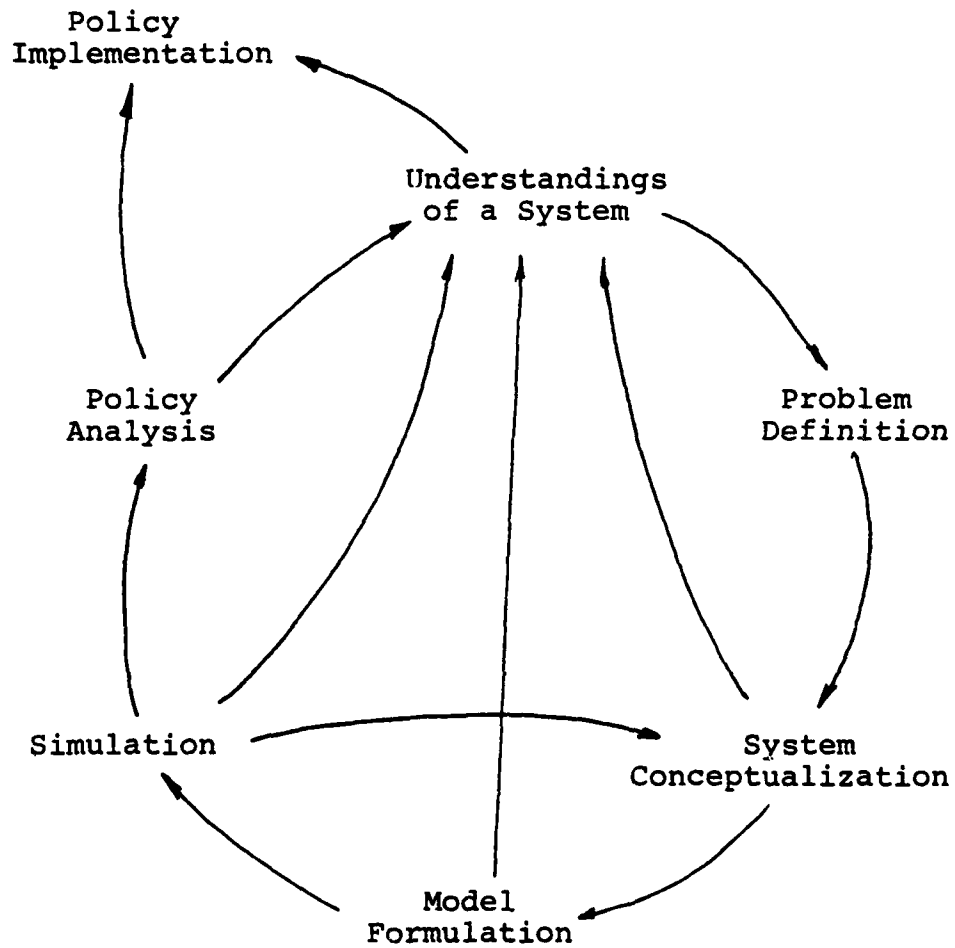 Policy
Implementation
Understandings
of a System
Policy
Analysis
Problem
Definition
Simulation
System
Conceptualization
Model
Formulation